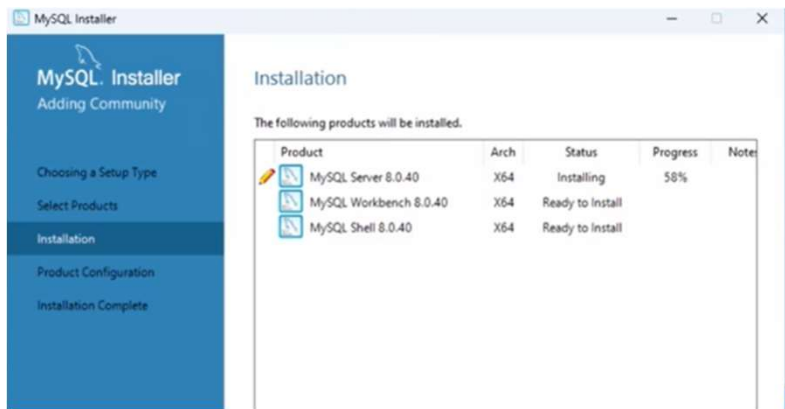 MySQL Installer
MySQL. Installer
Adding Community
Choosing a Setup Type
Select Products
Installation
Product Configuration
Installation Complete
Installation
The following products will be installed.
Product Arch Status Progress Notes
MySQL Server 8.0.40 X64 Installing 58%
MySQL Workbench 8.0.40 X64 Ready to Install
MySQL Shell 8.0.40 X64 Ready to Install